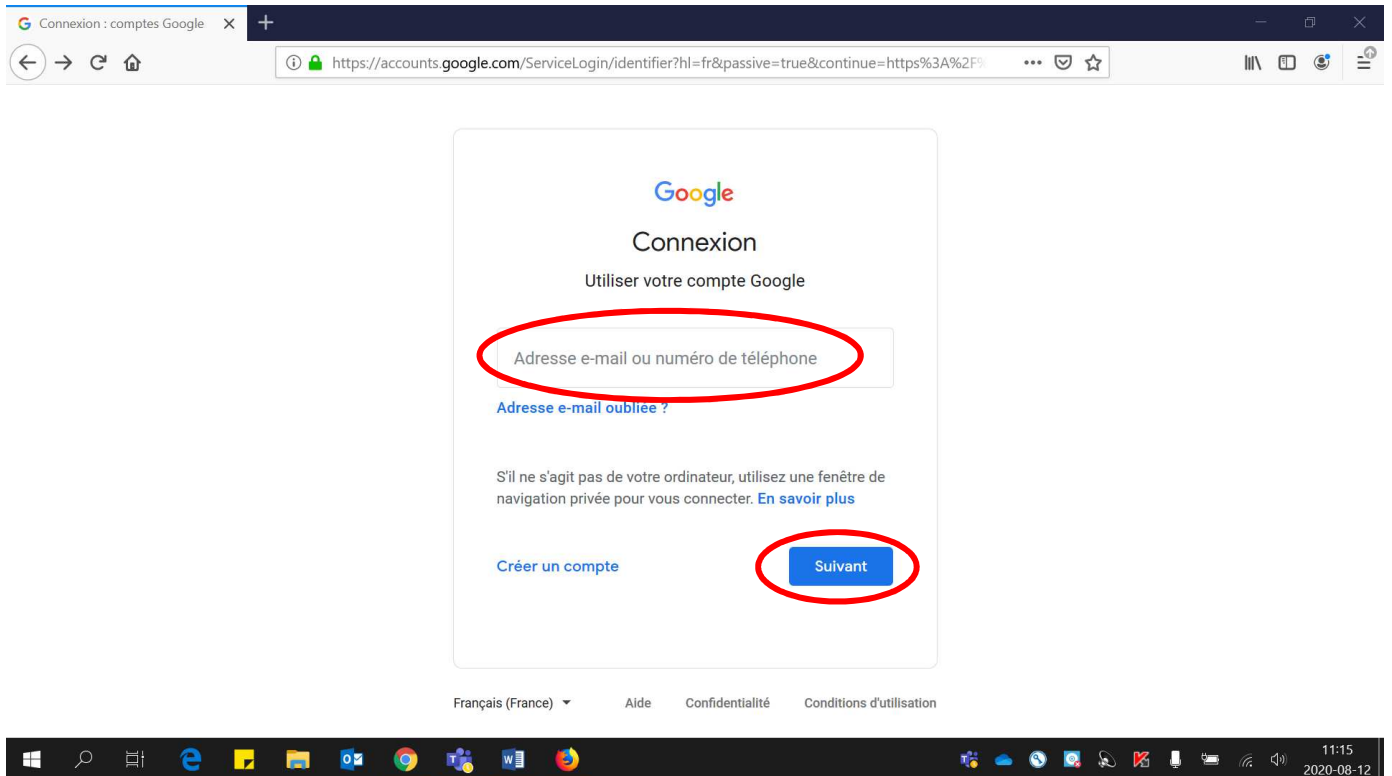 Connexion : comptes Google
https://accounts.google.com/ServiceLogin/identifier?hl=fr&passive=true&continue=https%3A%2F%
Google
Connexion
Utiliser votre compte Google
Adresse e-mail ou numéro de téléphone
Adresse e-mail oubliée ?
S'il ne s'agit pas de votre ordinateur, utilisez une fenêtre de
navigation privée pour vous connecter. En savoir plus
Créer un compte
Suivant
Français (France)
Aide
Confidentialité
Conditions d'utilisation
11:15
2020-08-12